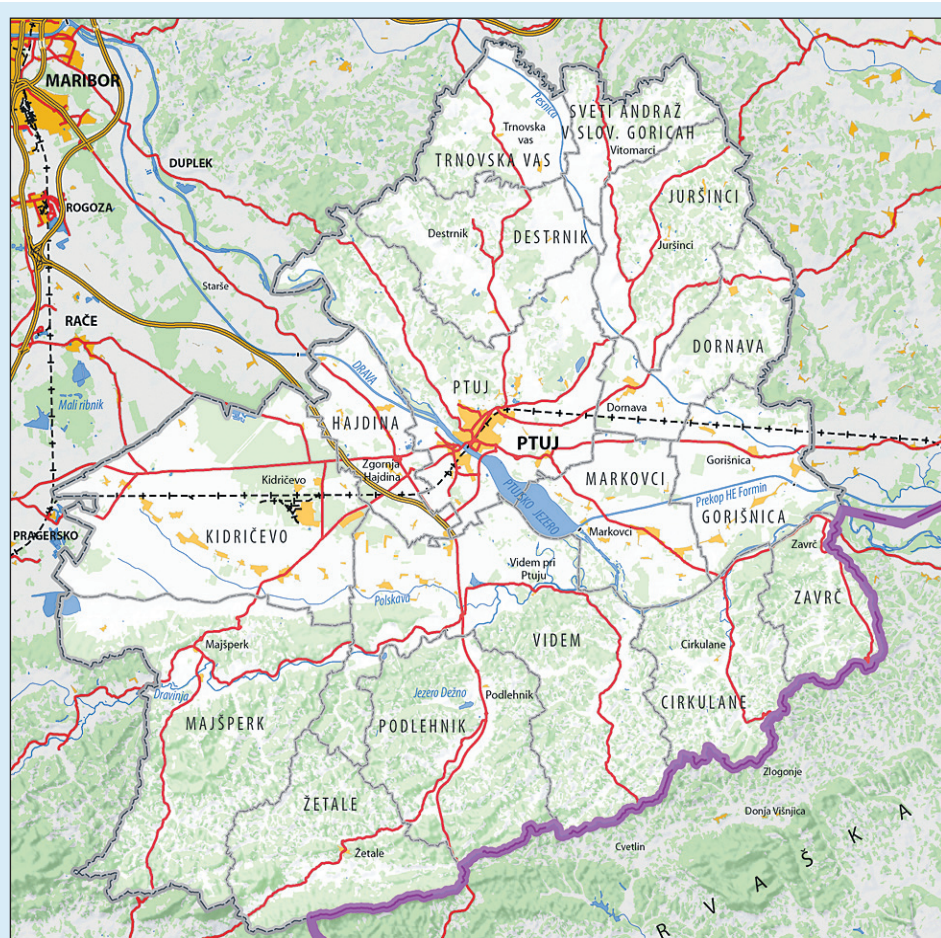 MARIBOR
Pesnica
SVETI ANDRAŽ
V SLOV. GORICAH
Trnovska
vas
Vitomarci
TRNOVSKA VAS
DUPLEK
JURŠINCI
ROGOZA
Destrnik
DESTRNIK
Juršinci
Starše
RAČE
DORNAVA
DRAVA
PTUJ
Mali ribnik
Dornava
HAJDINA
PTUJ
Zgornja
Hajdina
Gorišnica
Kidričevo
MARKOVCI
PTUJSKO JEZERO
Prekop HE Formin
GORIŠNICA
PRAGERSKO
KIDRIČEVO
Markovci
Zavrč
Videm pri
Ptuju
Polskava
ZAVRČ
VIDEM
Majšperk
Cirkulane
Dravinja
Jezero Dežno
Podlehnik
CIRKULANE
MAJŠPERK
PODLEHNIK
Zlogonje
ŽETALE
Donja Višnjica
Cvetlin
Žetale
R V A Š K A